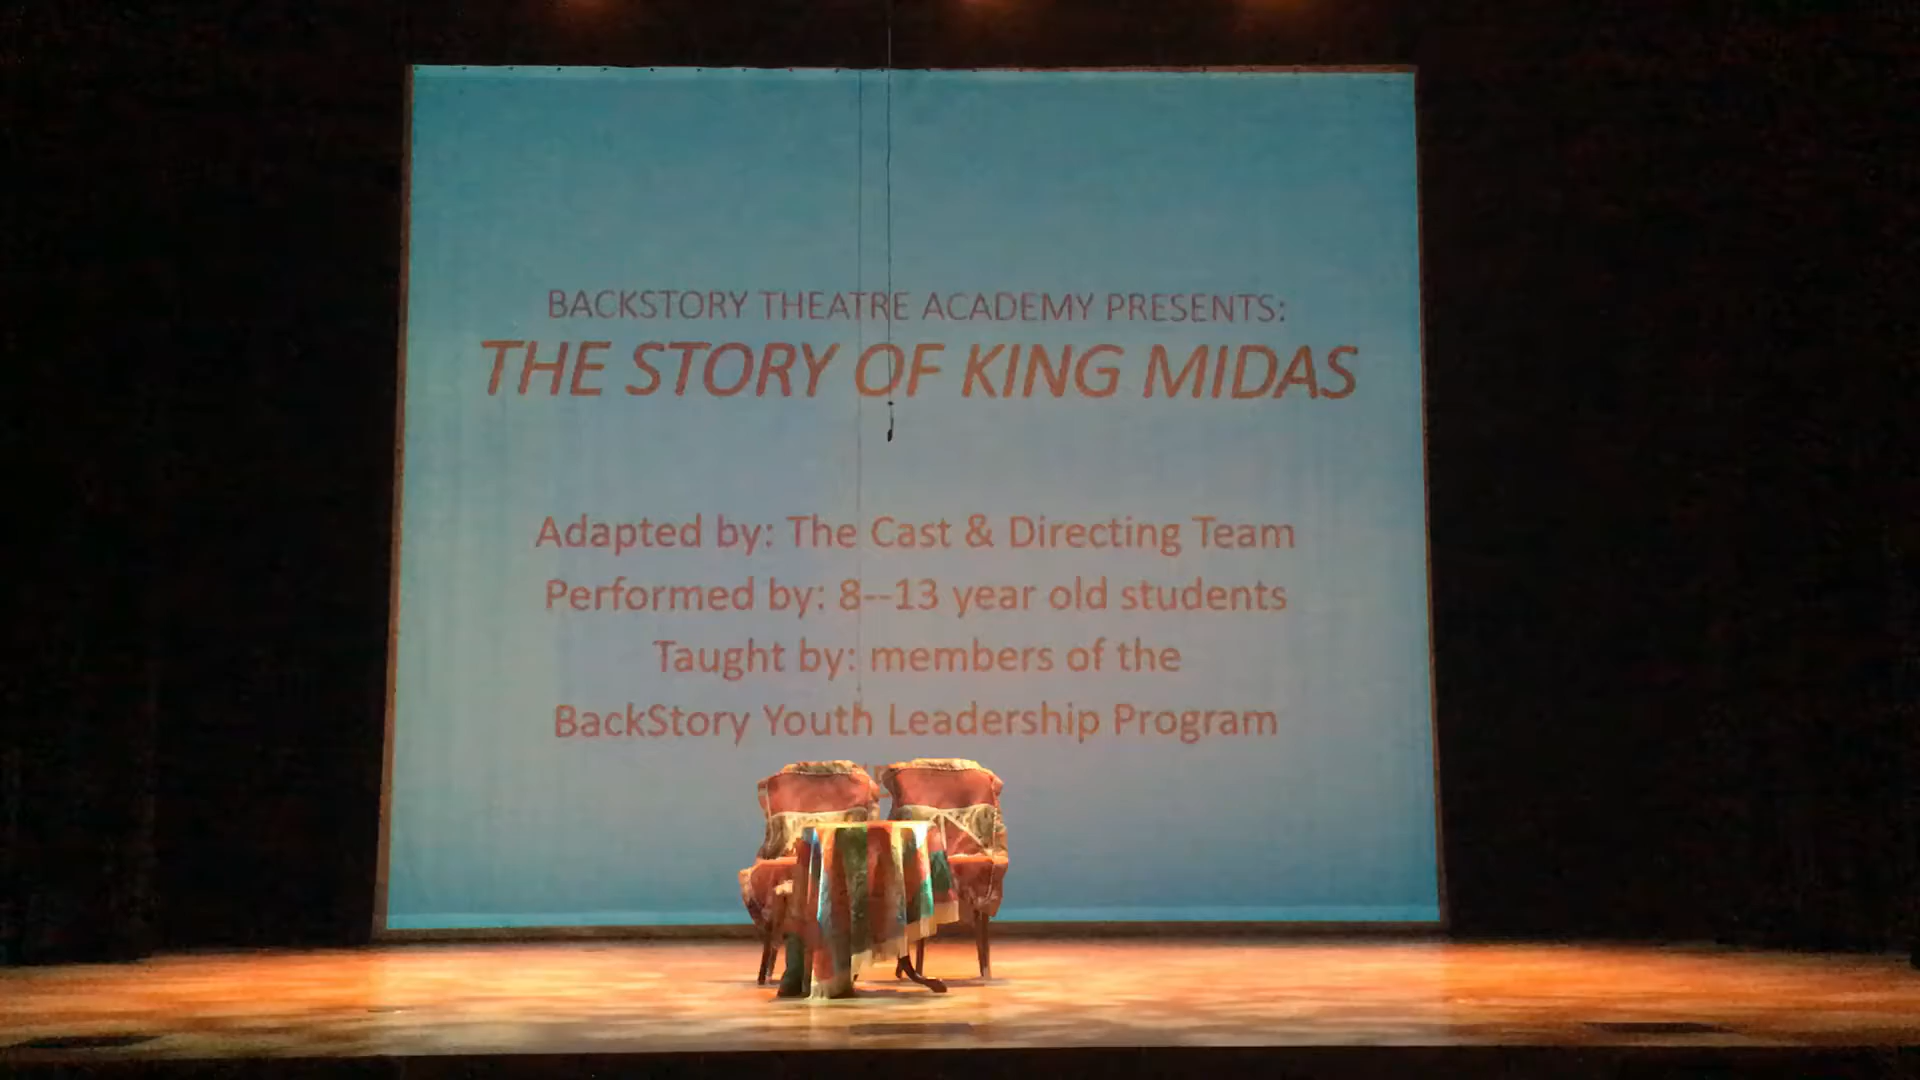 BACKSTORY THEATRE ACADEMY PRESENTS:
THE STORY OF KING MIDAS
Adapted by: The Cast & Directing Team
Performed by: 8--13 year old students
Taught by: members of the
BackStory Youth Leadership Program